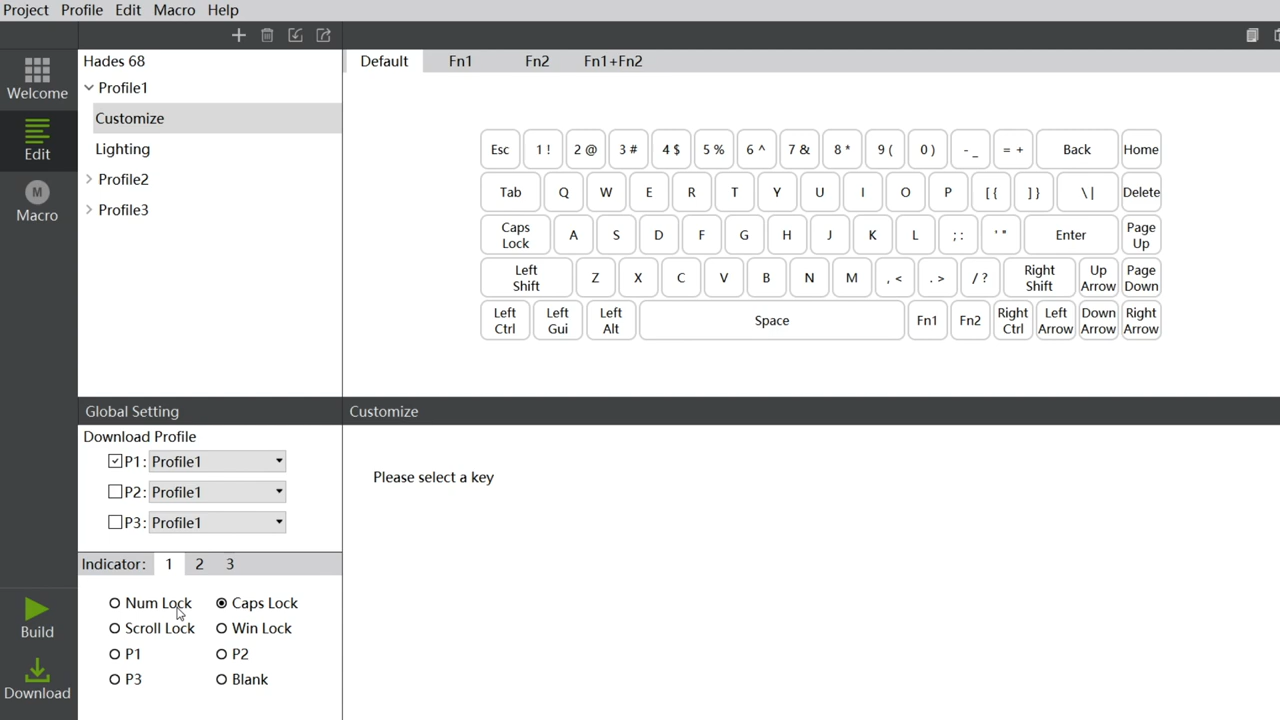 Project Profile Edit Macro Help
Welcome
Edit
M
Macro
Build
Download
Hades 68
Profile1
Customize
Lighting
Profile2
Profile3
Default Fn1 Fn2 Fn1+Fn2
Esc 1 ! 2 @ 3 # 4 $ 5 % 6 ^ 7 & 8 * 9 ( 0 ) - _ = + Back Home
Tab Q W E R T Y U I O P [ { ] } \ | Delete
Caps Lock A S D F G H J K L ; : ' " Enter Page Up
Left Shift Z X C V B N M , < . > / ? Right Shift Up Arrow Page Down
Left Ctrl Left Gui Left Alt Space Fn1 Fn2 Right Ctrl Left Arrow Down Arrow Right Arrow
Global Setting
Download Profile
P1: Profile1
P2: Profile1
P3: Profile1
Indicator: 1 2 3
Num Lock Caps Lock
Scroll Lock Win Lock
P1 P2
P3 Blank
Customize
Please select a key